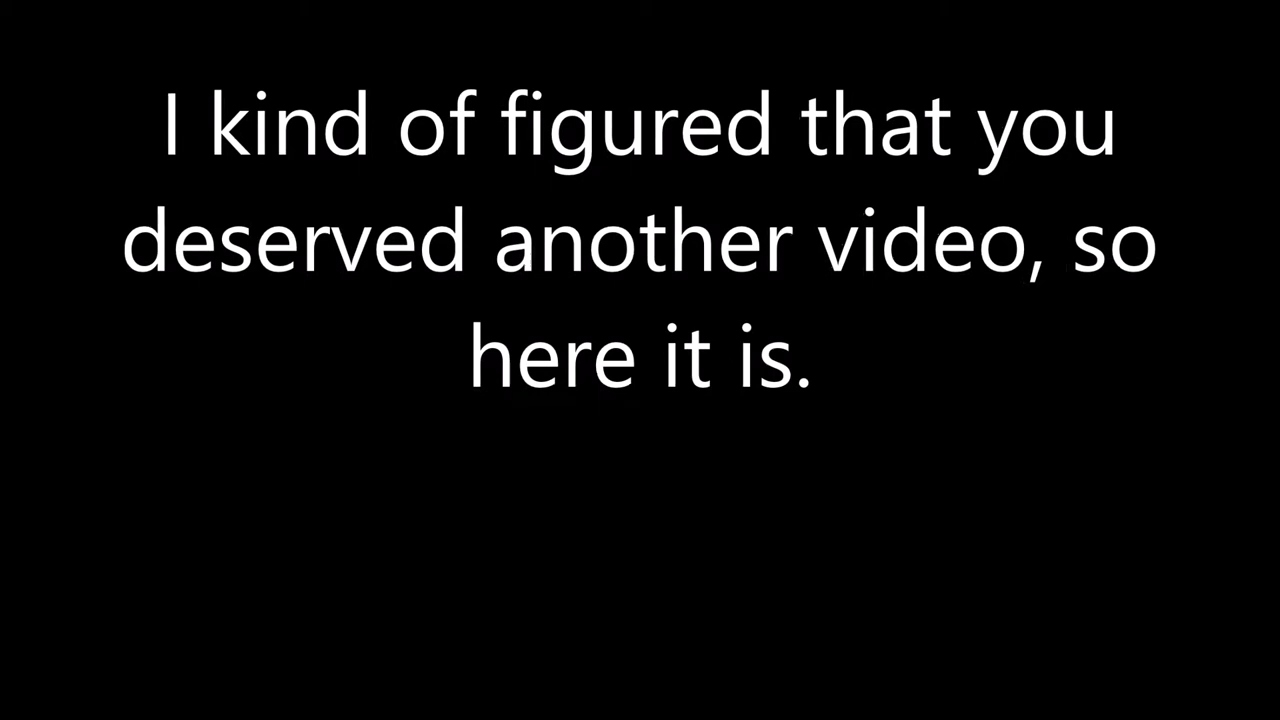 I kind of figured that you
deserved another video, so
here it is.